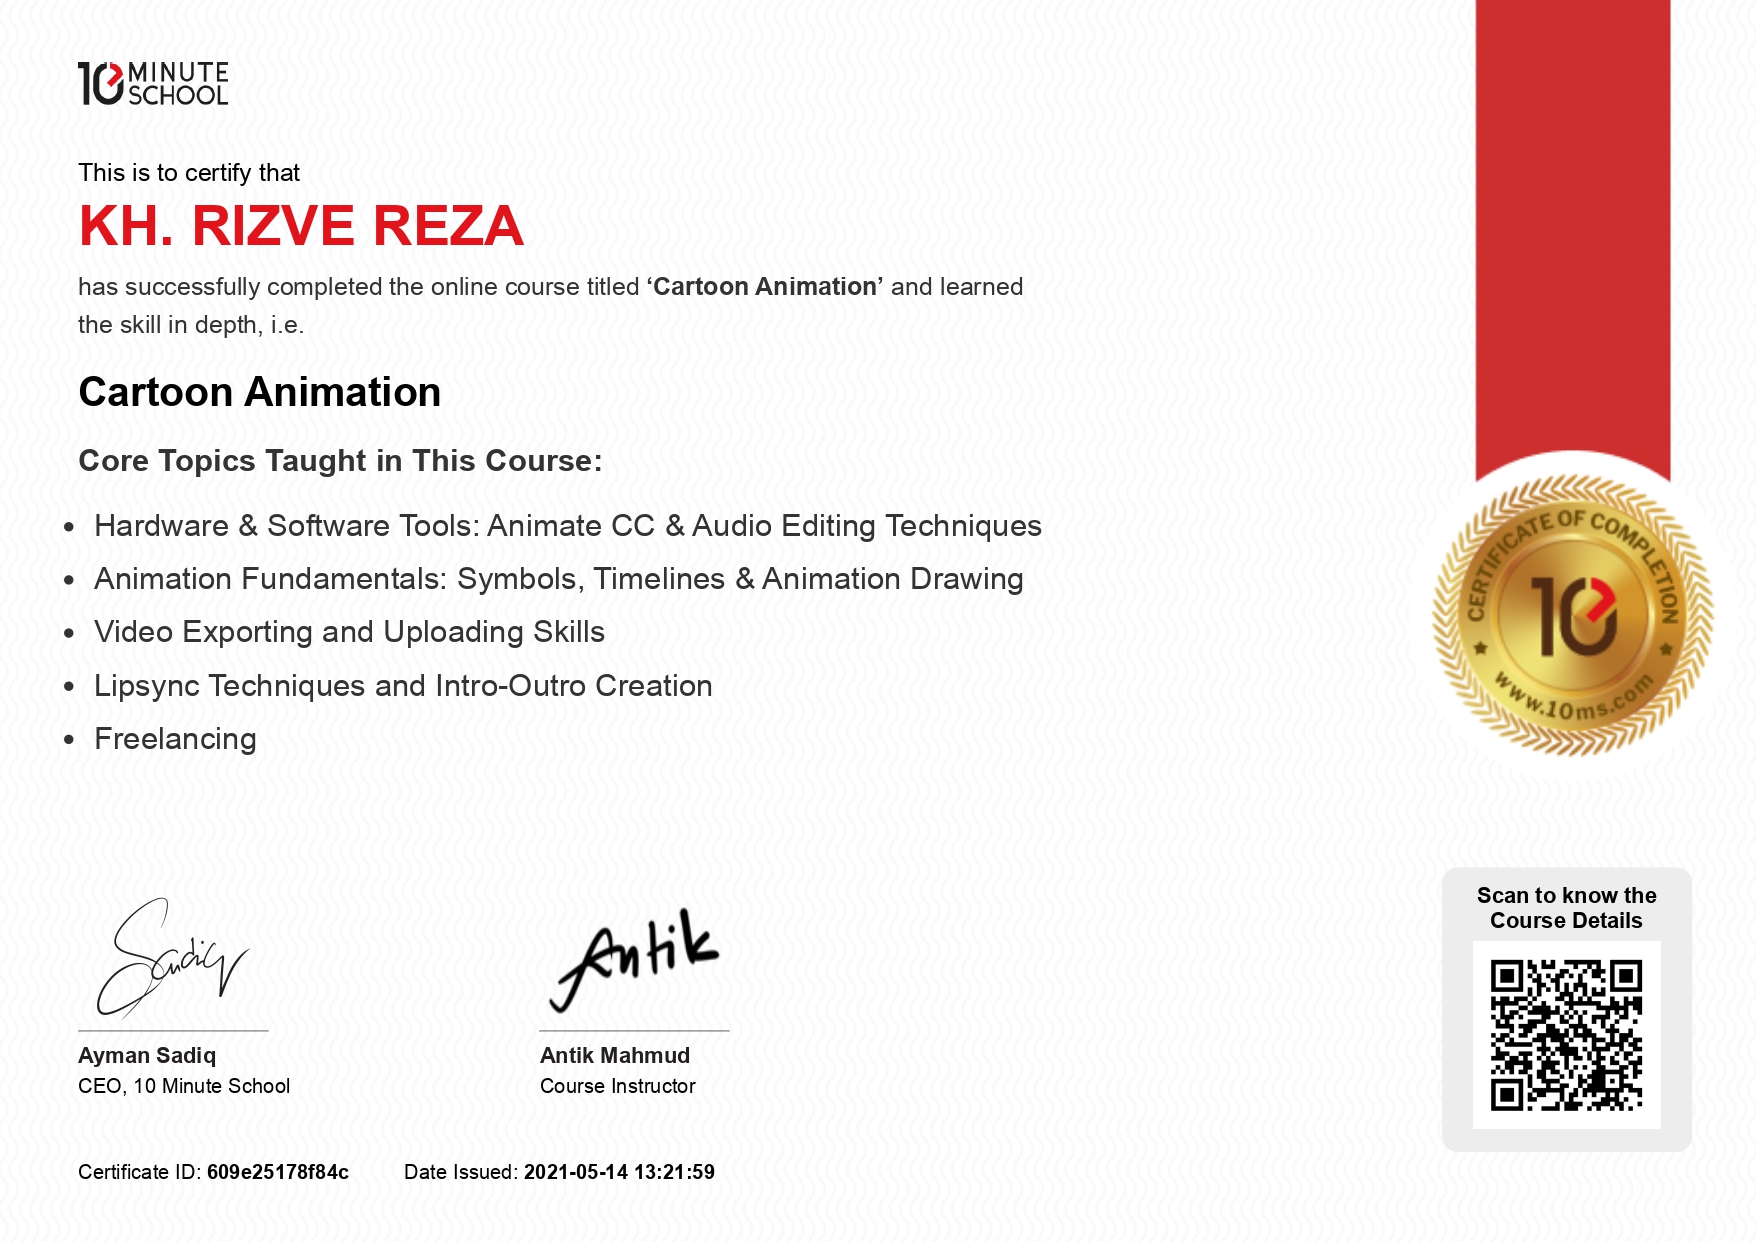 10 MINUTE
SCHOOL
This is to certify that
KH. RIZVE REZA
has successfully completed the online course titled ‘Cartoon Animation’ and learned
the skill in depth, i.e.
Cartoon Animation
Core Topics Taught in This Course:
• Hardware & Software Tools: Animate CC & Audio Editing Techniques
• Animation Fundamentals: Symbols, Timelines & Animation Drawing
• Video Exporting and Uploading Skills
• Lipsync Techniques and Intro-Outro Creation
• Freelancing
CERTIFICATE OF COMPLETION
10
www.10ms.com
Sadiq
Antik
Ayman Sadiq
CEO, 10 Minute School
Antik Mahmud
Course Instructor
Scan to know the
Course Details
Certificate ID: 609e25178f84c
Date Issued: 2021-05-14 13:21:59